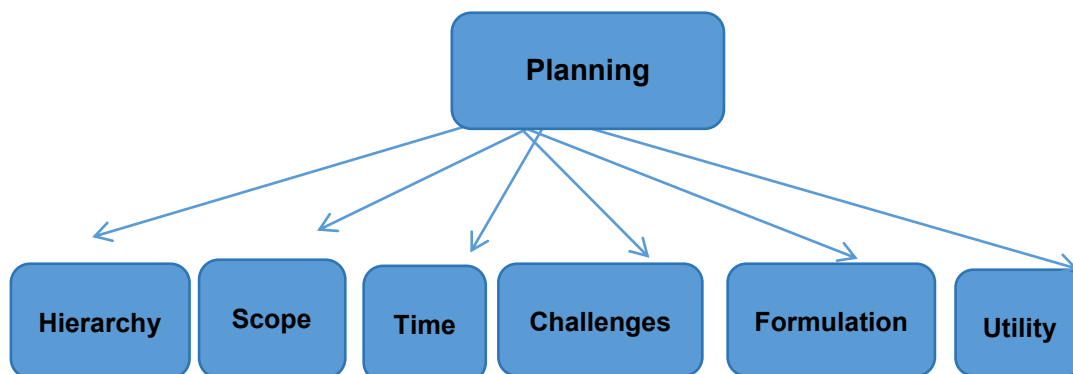 Planning
Hierarchy
Scope
Time
Challenges
Formulation
Utility